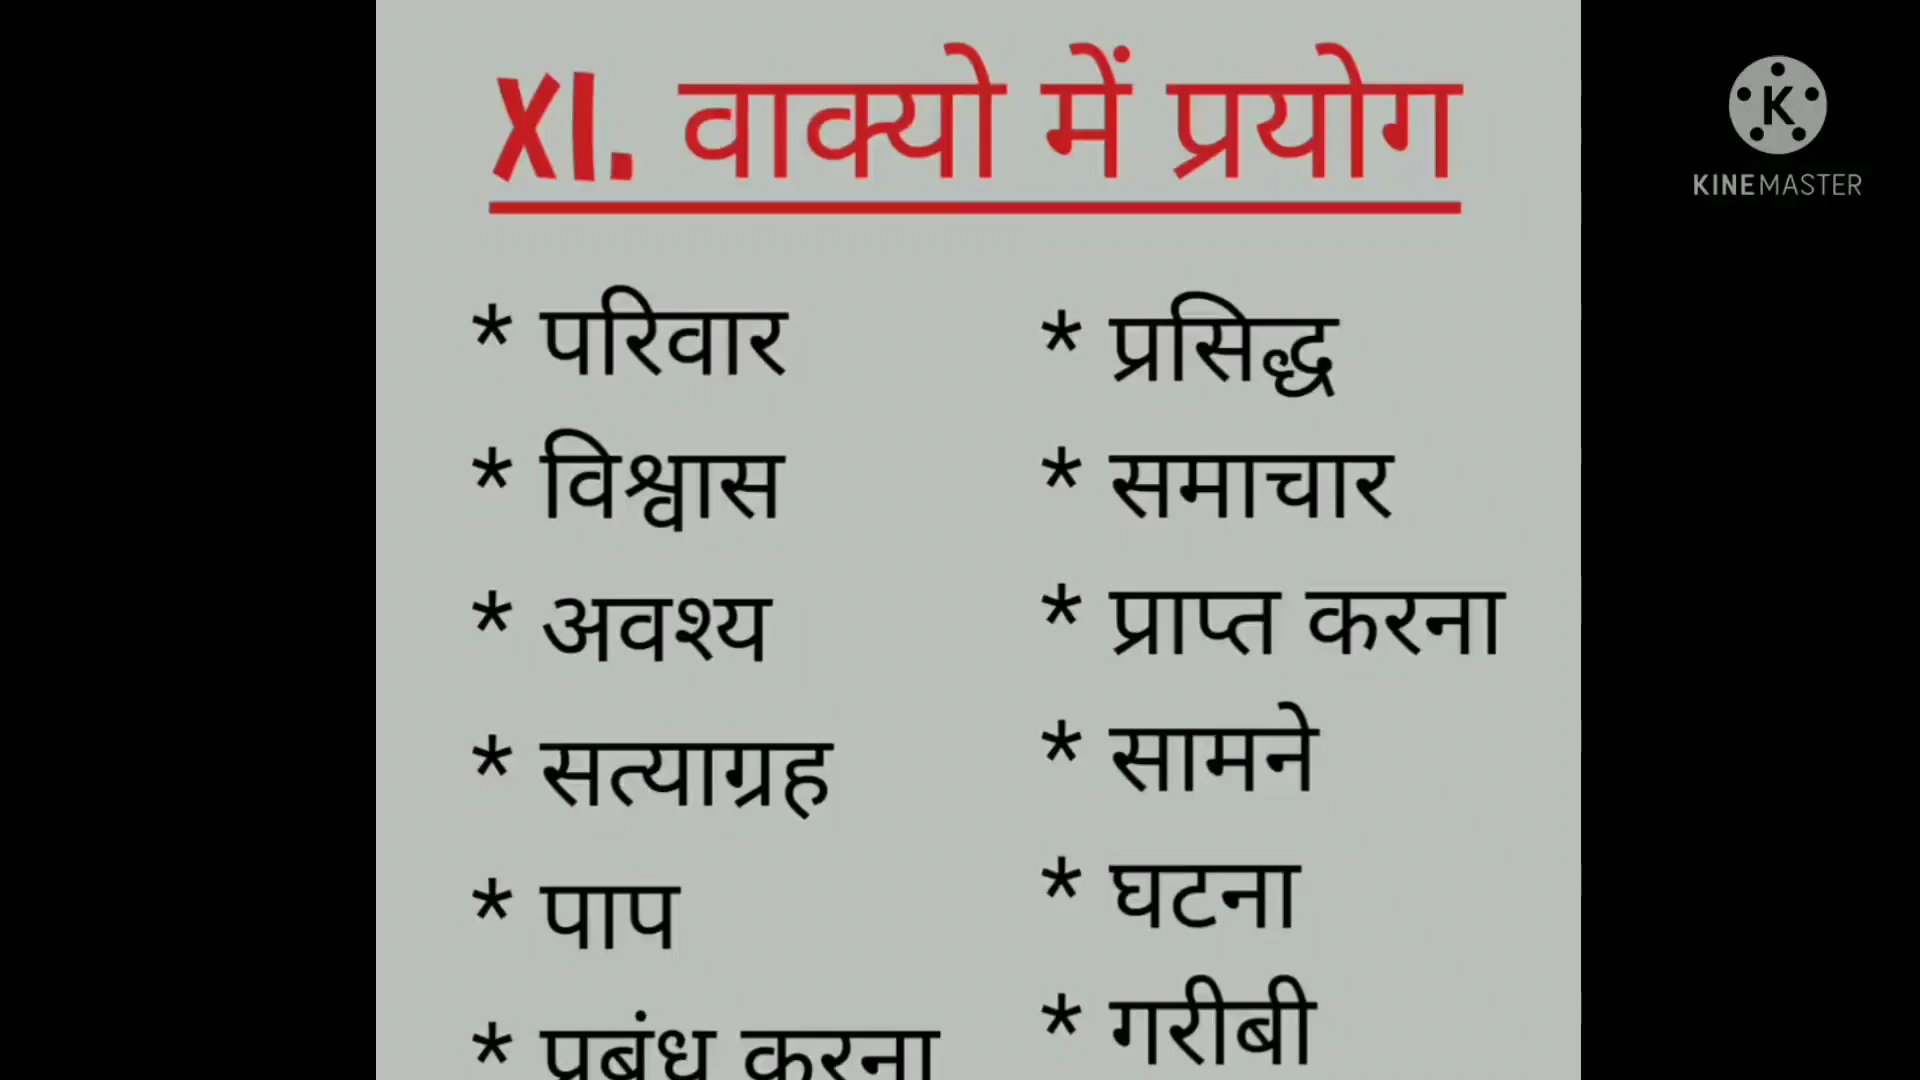 XI. वाक्यो में प्रयोग
* परिवार
* विश्वास
* अवश्य
* सत्याग्रह
* पाप
* प्रबंध करना
* प्रसिद्ध
* समाचार
* प्राप्त करना
* सामने
* घटना
* गरीबी
K
KINEMASTER